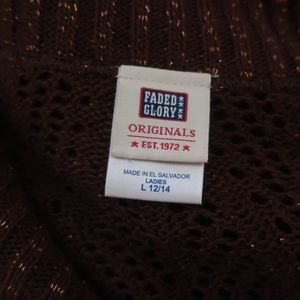 FADED
GLORY
ORIGINALS
★ EST. 1972 ★
MADE IN EL SALVADOR
LADIES
L 12/14